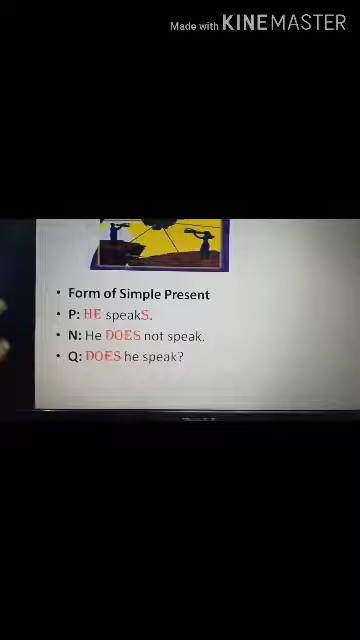 Made with KINEMASTER
• Form of Simple Present
• P: HE speakS.
• N: He DOES not speak.
• Q: DOES he speak?